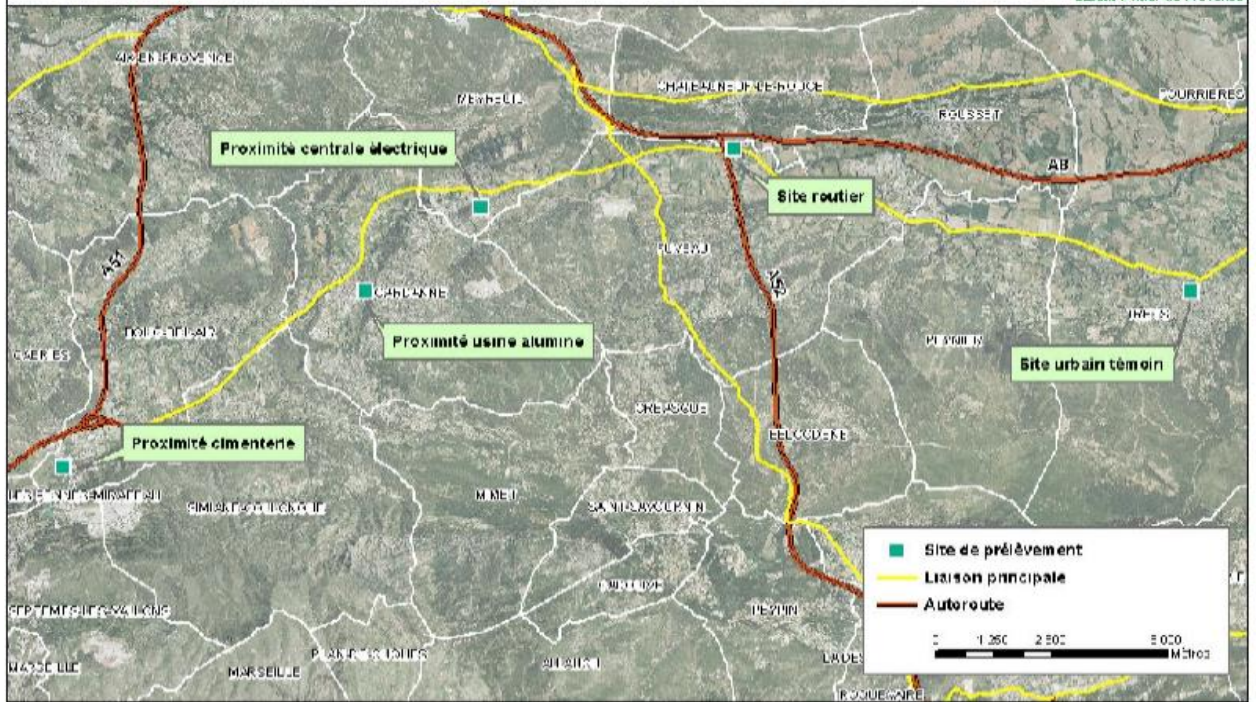 AIX-EN-PROVENCE
MEYREUIL
CHATEAUNEUF-LE-ROUGE
POURRIERES
ROUSSET
Proximité centrale électrique
A8
Site routier
FUVEAU
A51
A52
GARDANNE
TRETS
BOUC-BEL-AIR
PEYNIER
CABRIES
Proximité usine alumine
Site urbain témoin
GREASQUE
BELCODENE
Proximité cimenterie
MIMET
SAINT-SAVOURNIN
SIMIANE-COLLONGUE
Site de prélèvement
Liaison principale
Autoroute
CADOLIVE
PEYPIN
SEPTEMES-LES-VALLONS
0 1 250 2 500 5 000
Mètres
MARSEILLE
MARSEILLE
PLAN-DE-CUQUES
ALLAUCH
ROQUEVAIRE